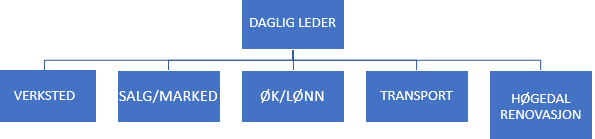 DAGLIG LEDER
VERKSTED
SALG/MARKED
ØK/LØNN
TRANSPORT
HØGEDAL
RENOVASJON